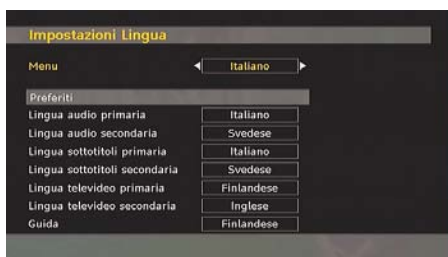 Impostazioni Lingua
Menu Italiano
Preferiti
Lingua audio primaria Italiano
Lingua audio secondaria Svedese
Lingua sottotitoli primaria Italiano
Lingua sottotitoli secondaria Svedese
Lingua televideo primaria Finlandese
Lingua televideo secondaria Inglese
Guida Finlandese